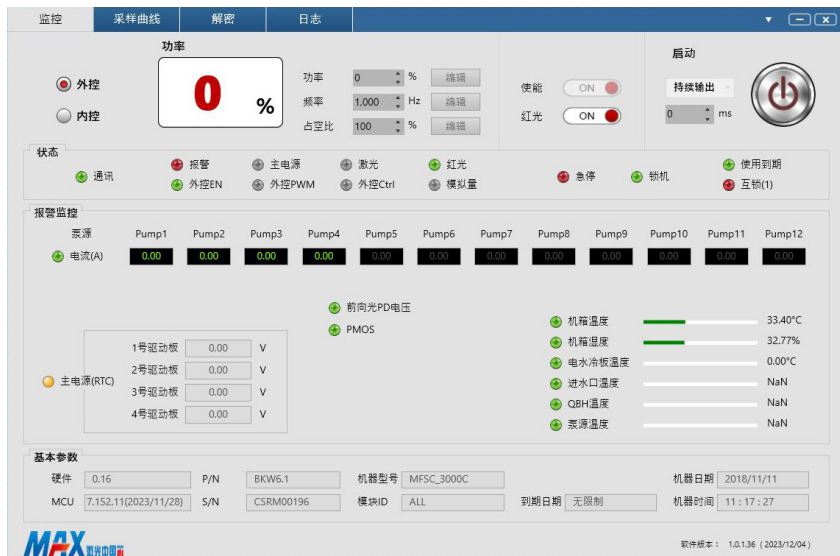 监控 采样曲线 解密 日志
功率 启动
外控 内控
0 %
功率 0 % 编辑
频率 1.000 Hz 编辑
占空比 100 % 编辑
使能 ON
红光 ON
持续输出
0 ms
状态
通讯 报警 主电源 激光 红光 急停 锁机 使用到期
外控EN 外控PWM 外控Ctrl 模拟量 互锁(1)
报警监控
泵源 Pump1 Pump2 Pump3 Pump4 Pump5 Pump6 Pump7 Pump8 Pump9 Pump10 Pump11 Pump12
电流(A) 0.00 0.00 0.00 0.00 0.00 0.00 0.00 0.00 0.00 0.00 0.00 0.00
前向光PD电压
PMOS
主电源(RTC)
1号驱动板 0.00 V
2号驱动板 0.00 V
3号驱动板 0.00 V
4号驱动板 0.00 V
机箱温度 33.40°C
机箱湿度 32.77%
电水冷板温度 0.00°C
进水口温度 NaN
QBH温度 NaN
泵源温度 NaN
基本参数
硬件 0.16 P/N BKW6.1 机器型号 MFSC_3000C 机器日期 2018/11/11
MCU 7.152.11(2023/11/28) S/N CSRM00196 模块ID ALL 到期日期 无限制 机器时间 11:17:27
MAX 激光中国芯
软件版本： 1.0.1.36 (2023/12/04)